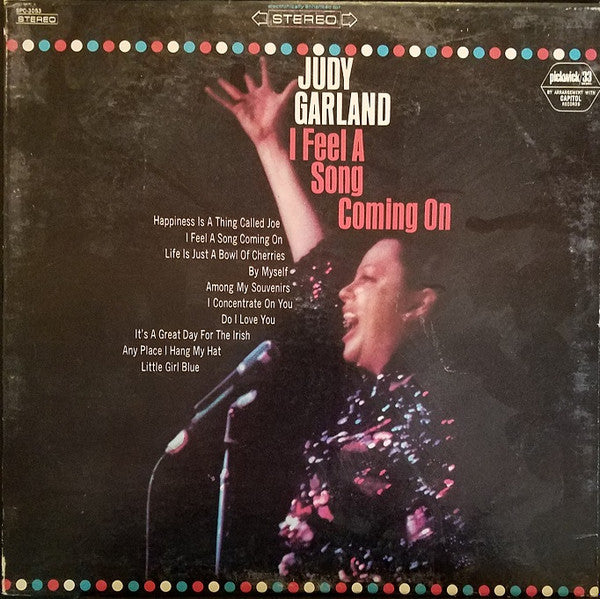 SPC-3053
STEREO
electronically enhanced for
STEREO
JUDY
GARLAND
I Feel A
Song
Coming On
pickwick/33
BY ARRANGEMENT WITH
CAPITOL
RECORDS
Happiness Is A Thing Called Joe
I Feel A Song Coming On
Life Is Just A Bowl Of Cherries
By Myself
Among My Souvenirs
I Concentrate On You
Do I Love You
It's A Great Day For The Irish
Any Place I Hang My Hat
Little Girl Blue